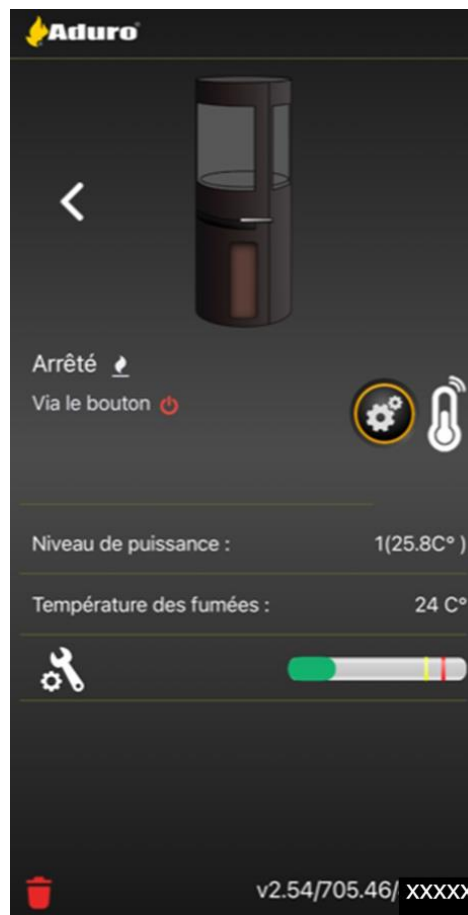 Aduro
Arrêté
Via le bouton
Niveau de puissance : 1(25.8C° )
Température des fumées : 24 C°
v2.54/705.46/ XXXXX